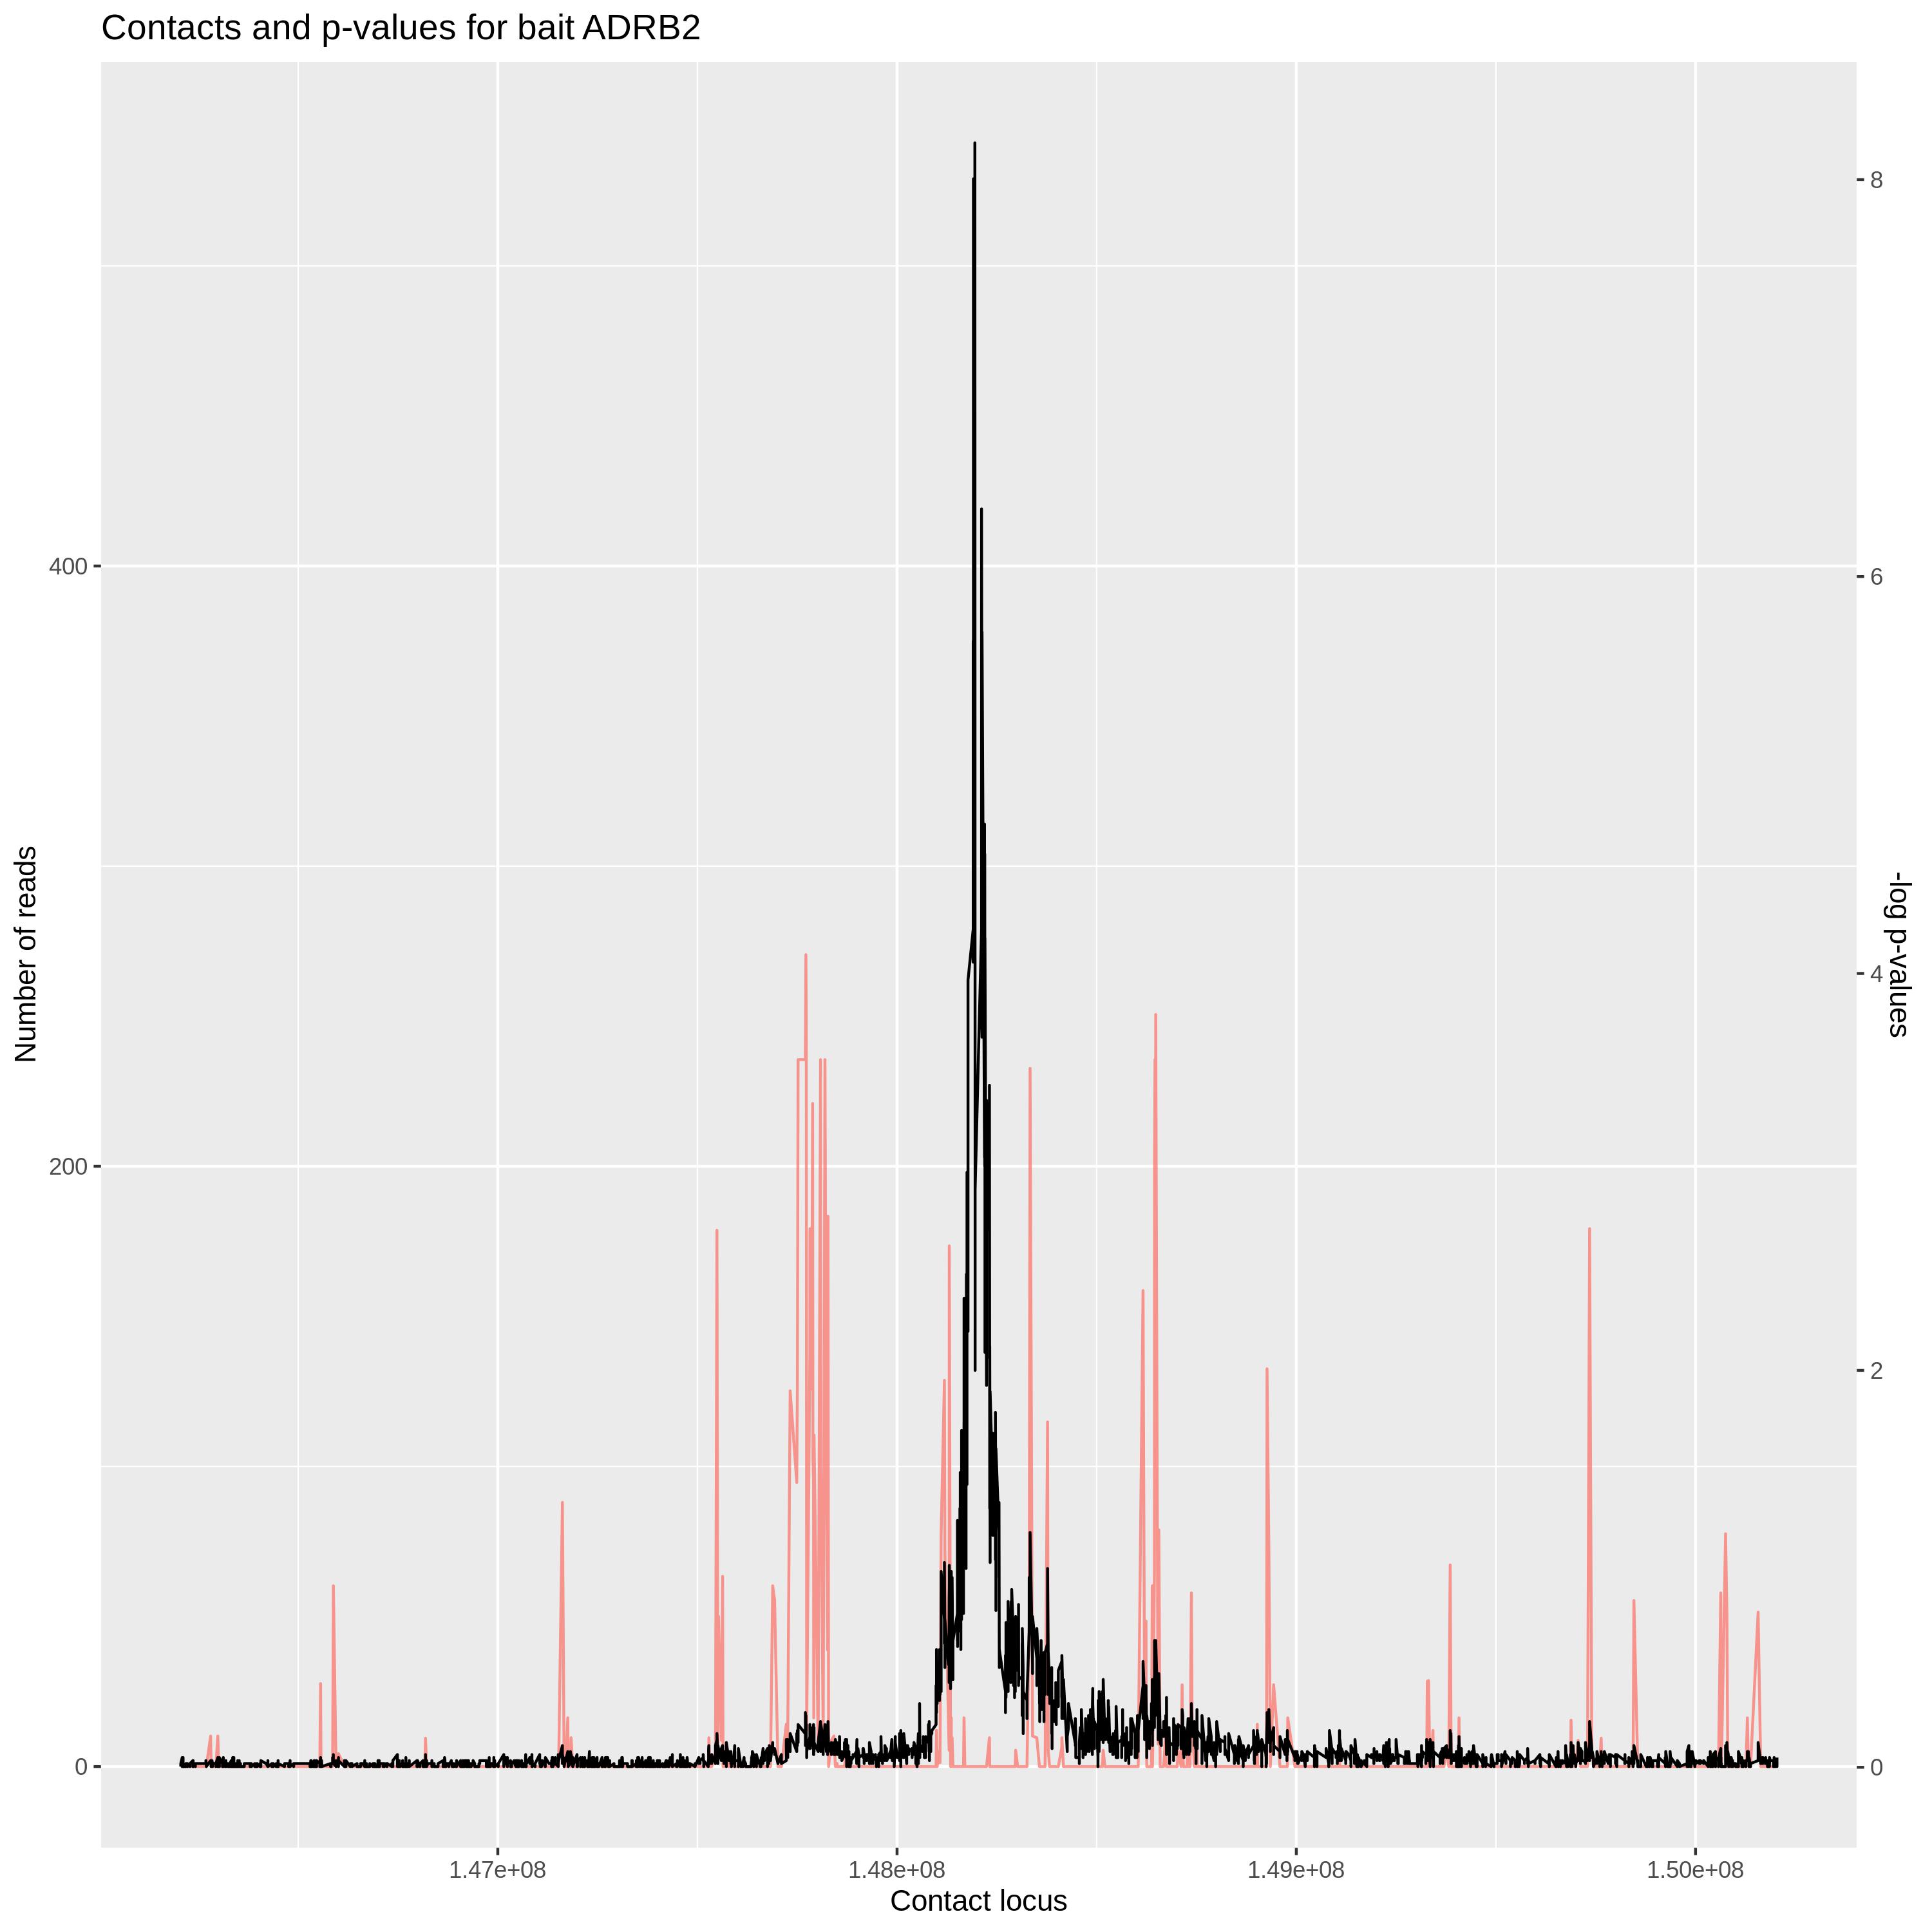 Contacts and p-values for bait ADRB2
Number of reads
400
200
0
8
6
4
2
0
-log p-values
1.47e+08
1.48e+08
1.49e+08
1.50e+08
Contact locus